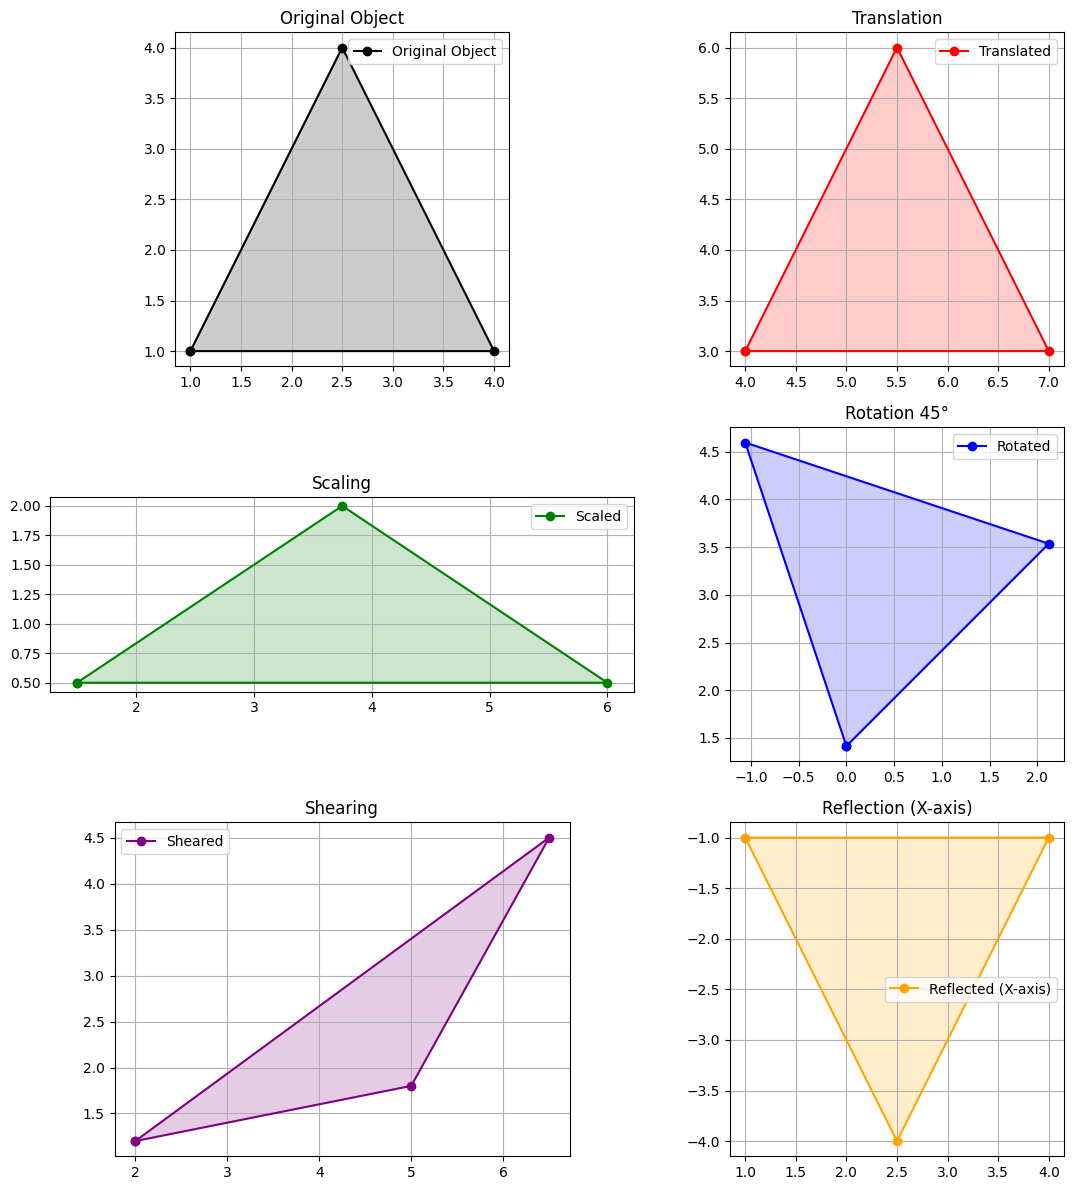 Original Object
Original Object
4.0
3.5
3.0
2.5
2.0
1.5
1.0
1.0 1.5 2.0 2.5 3.0 3.5 4.0
Translation
Translated
6.0
5.5
5.0
4.5
4.0
3.5
3.0
4.0 4.5 5.0 5.5 6.0 6.5 7.0
Scaling
Scaled
2.00
1.75
1.50
1.25
1.00
0.75
0.50
2 3 4 5 6
Rotation 45°
Rotated
4.5
4.0
3.5
3.0
2.5
2.0
1.5
−1.0 −0.5 0.0 0.5 1.0 1.5 2.0
Shearing
Sheared
4.5
4.0
3.5
3.0
2.5
2.0
1.5
2 3 4 5 6
Reflection (X-axis)
−1.0
−1.5
−2.0
−2.5
Reflected (X-axis)
−3.0
−3.5
−4.0
1.0 1.5 2.0 2.5 3.0 3.5 4.0